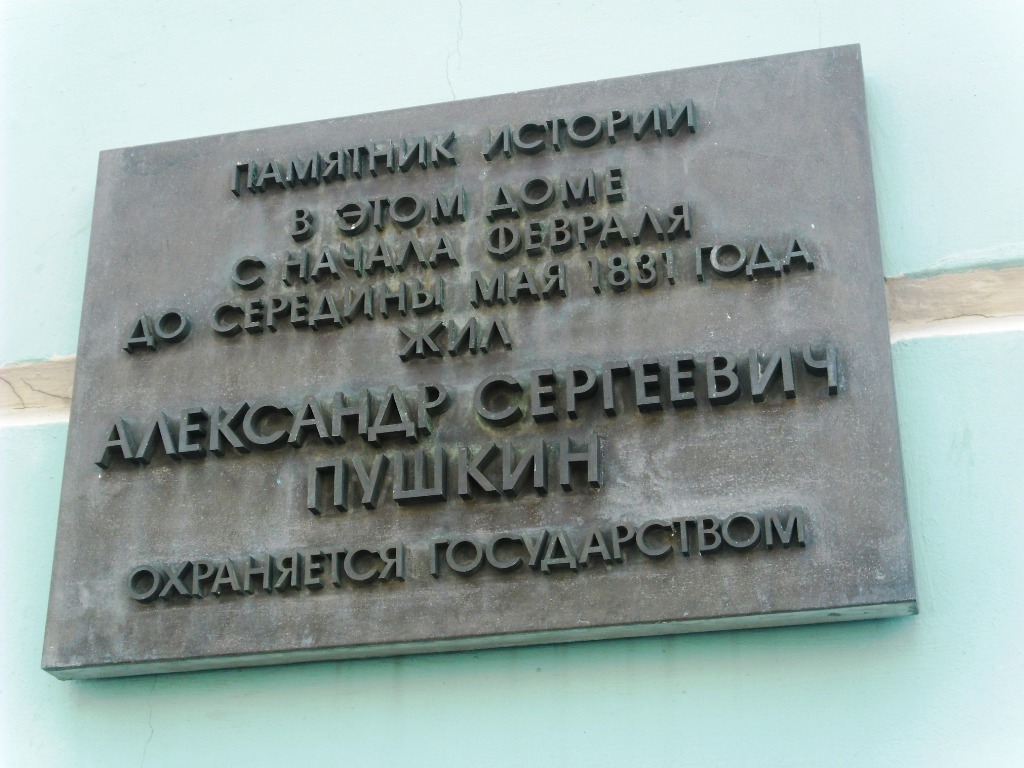 ПАМЯТНИК ИСТОРИИ
В ЭТОМ ДОМЕ
С НАЧАЛА ФЕВРАЛЯ
ДО СЕРЕДИНЫ МАЯ 1831 ГОДА
ЖИЛ
АЛЕКСАНДР СЕРГЕЕВИЧ
ПУШКИН
ОХРАНЯЕТСЯ ГОСУДАРСТВОМ